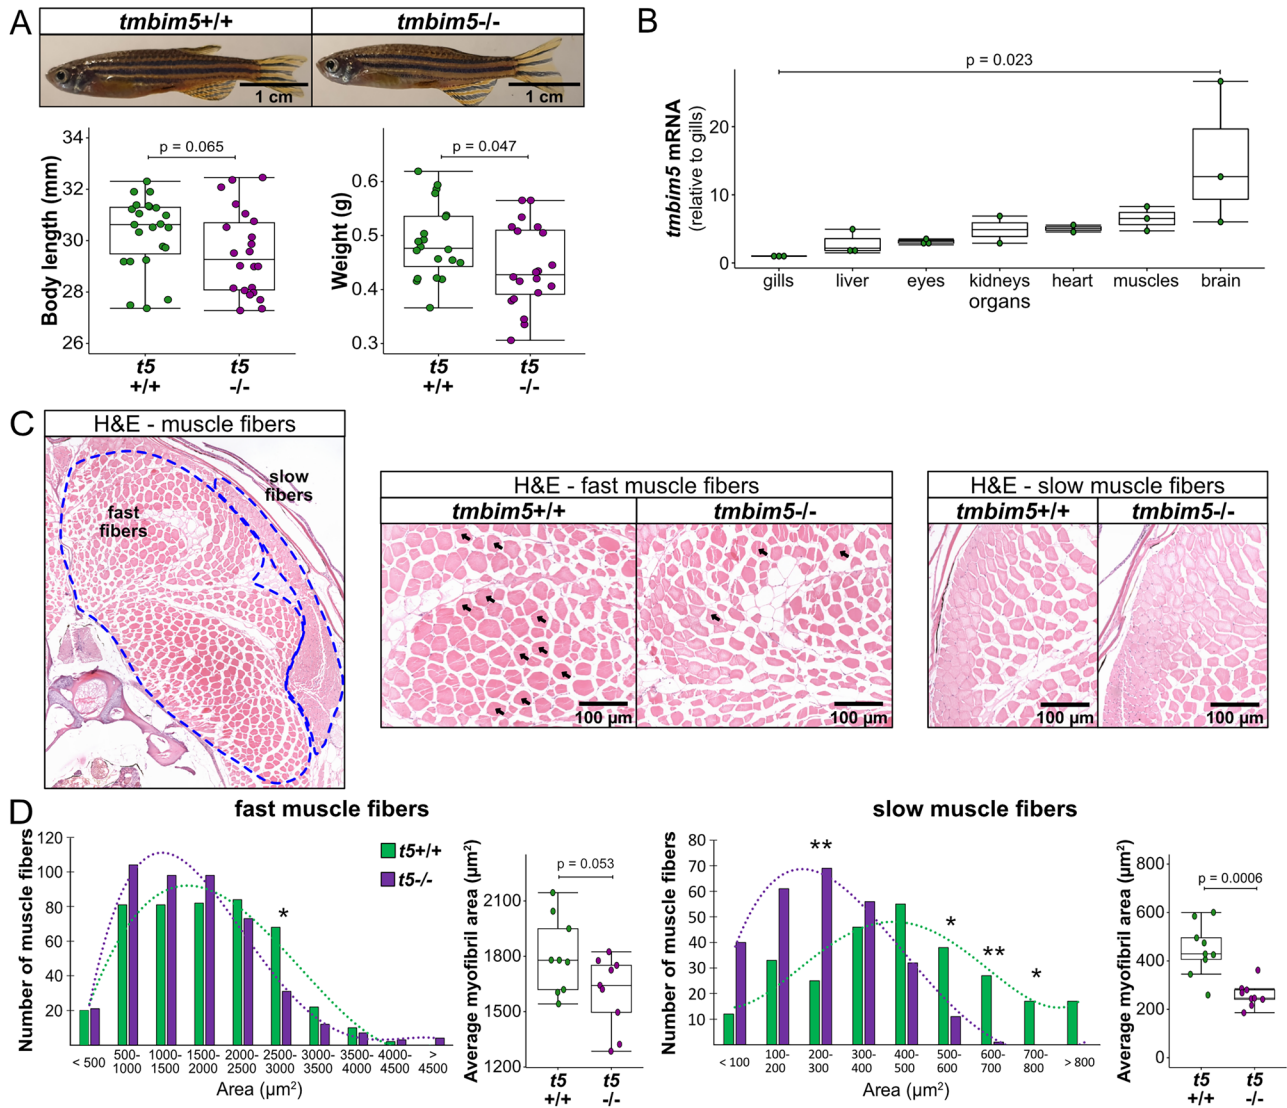 A
tmbim5+/+
tmbim5-/-
1 cm
1 cm
Body length (mm)
34
32
30
28
26
p = 0.065
t5
+/+
t5
-/-
Weight (g)
0.6
0.5
0.4
0.3
p = 0.047
t5
+/+
t5
-/-
B
tmbim5 mRNA
(relative to gills)
20
10
0
p = 0.023
gills
liver
eyes
kidneys
heart
muscles
brain
organs
C
H&E - muscle fibers
slow
fibers
fast
fibers
H&E - fast muscle fibers
tmbim5+/+
tmbim5-/-
100 µm
100 µm
H&E - slow muscle fibers
tmbim5+/+
tmbim5-/-
100 µm
100 µm
D
fast muscle fibers
Number of muscle fibers
120
100
80
60
40
20
t5+/+
t5-/-
*
< 500
500-
1000
1000-
1500
1500-
2000
2000-
2500
2500-
3000
3000-
3500
3500-
4000
4000-
4500
>
4500
Area (µm²)
Average myofibril area (µm²)
2100
1800
1500
1200
p = 0.053
t5
+/+
t5
-/-
slow muscle fibers
Number of muscle fibers
80
70
60
50
40
30
20
10
**
*
**
*
< 100
100-
200
200-
300
300-
400
400-
500
500-
600
600-
700
700-
800
> 800
Area (µm²)
Average myofibril area (µm²)
800
600
400
200
0
p = 0.0006
t5
+/+
t5
-/-